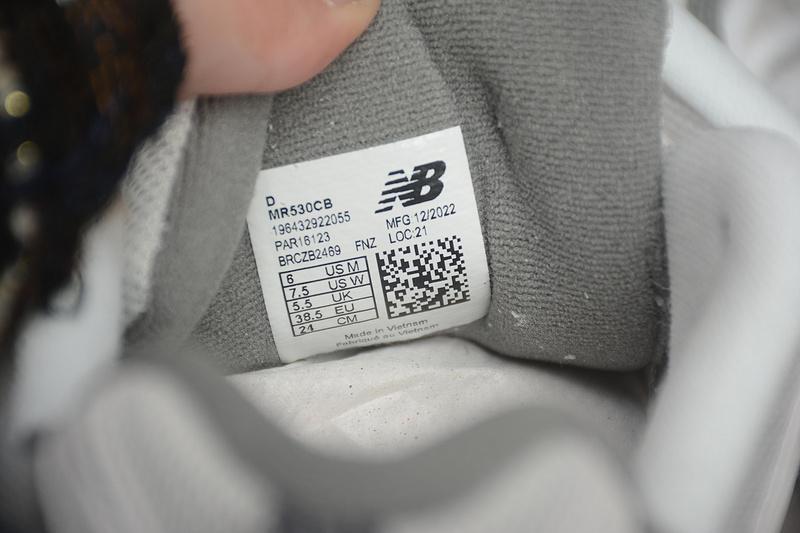 D
MR530CB
196432922055
PAR16123
BRCZB2469 FNZ
NB
MFG 12/2022
LOC:21
6 US M
7.5 US W
5.5 UK
38.5 EU
24 CM
Made in Vietnam
Fabriqué au Vietnam